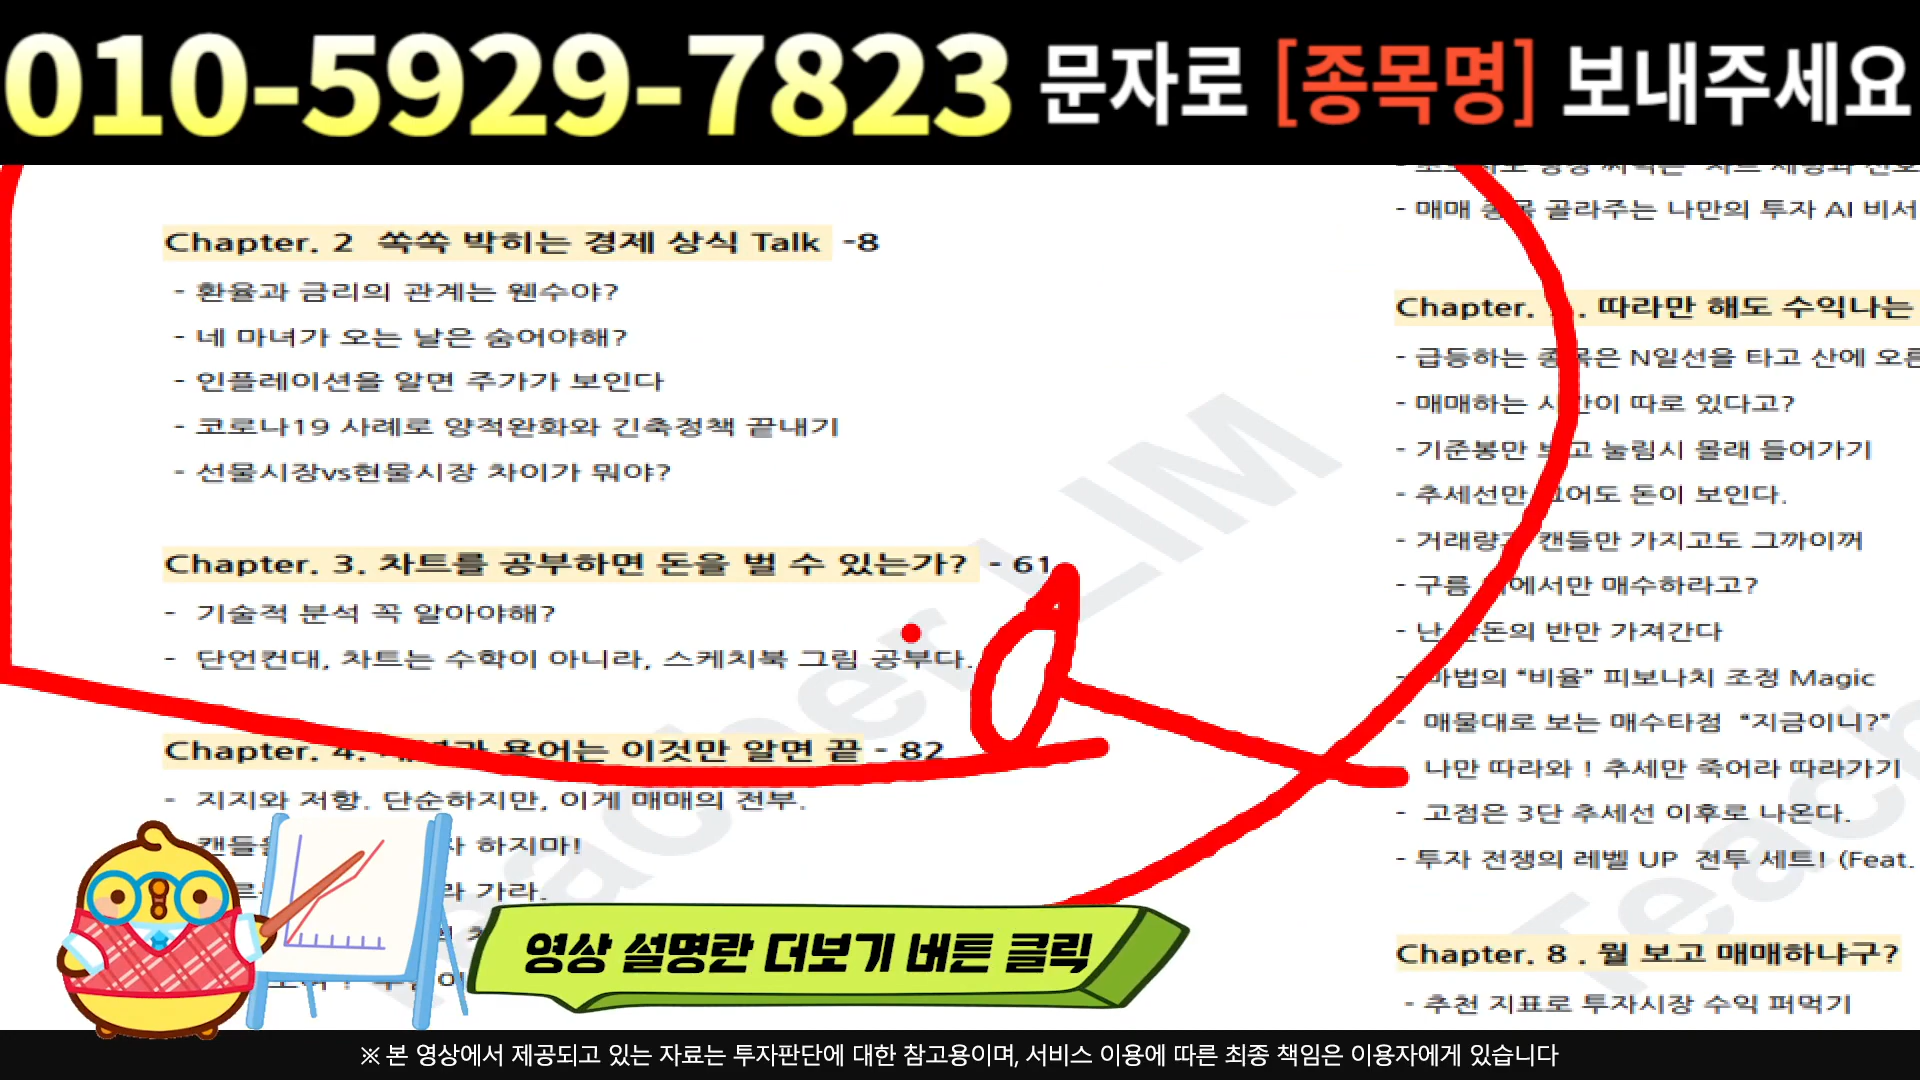 010-5929-7823 문자로 [종목명] 보내주세요
Chapter. 2 쏙쏙 박히는 경제 상식 Talk -8
- 환율과 금리의 관계는 웬수야?
- 네 마녀가 오는 날은 숨어야해?
- 인플레이션을 알면 주가가 보인다
- 코로나19 사례로 양적완화와 긴축정책 끝내기
- 선물시장vs현물시장 차이가 뭐야?
Chapter. 3. 차트를 공부하면 돈을 벌 수 있는가? - 61
- 기술적 분석 꼭 알아야해?
- 단언컨대, 차트는 수학이 아니라, 스케치북 그림 공부다.
Chapter. 4. 용어는 이것만 알면 끝 - 82
- 지지와 저항. 단순하지만, 이게 매매의 전부.
하지마!
가라.
- 매매 종목 골라주는 나만의 투자 AI 비서
Chapter. 따라만 해도 수익나는
- 급등하는 종목은 N일선을 타고 산에
- 매매하는 시간이 따로 있다고?
- 기준봉만 보고 눌림시 몰래 들어가기
- 추세선만 그어도 돈이 보인다.
- 거래량과 캔들만 가지고도 그까이꺼
- 구름 위에서만 매수하라고?
- 난 반돈의 반만 가져간다
- 마법의 “비율” 피보나치 조정 Magic
- 매물대로 보는 매수타점 “지금이니?”
나만 따라와 ! 추세만 죽어라 따라가기
- 고점은 3단 추세선 이후로 나온다.
- 투자 전쟁의 레벨 UP 전투 세트! (Feat.
Chapter. 8 . 뭘 보고 매매하냐구?
- 추천 지표로 투자시장 수익 퍼먹기
Teacher LIM
Teach
영상 설명란 더보기 버튼 클릭
※ 본 영상에서 제공되고 있는 자료는 투자판단에 대한 참고용이며, 서비스 이용에 따른 최종 책임은 이용자에게 있습니다